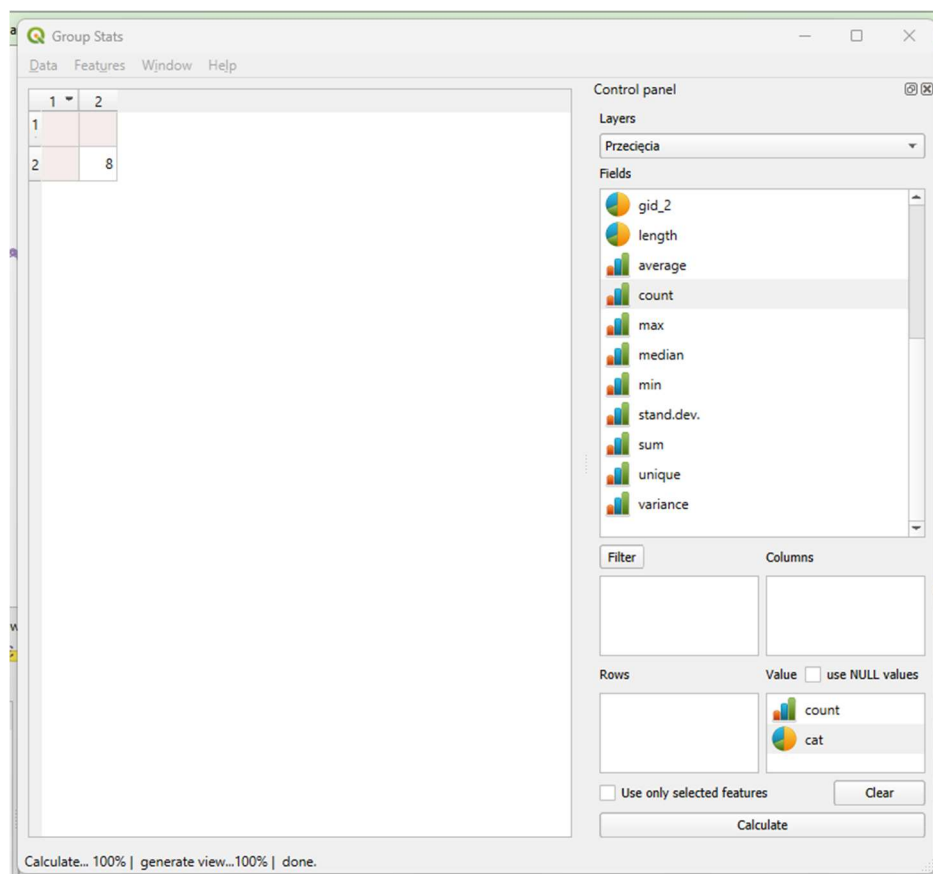 Group Stats
Data Features Window Help
1 2
1
2 8
Control panel
Layers
Przecięcia
Fields
gid_2
length
average
count
max
median
min
stand.dev.
sum
unique
variance
Filter Columns
Rows Value use NULL values
count
cat
Use only selected features Clear
Calculate
Calculate... 100% | generate view...100% | done.